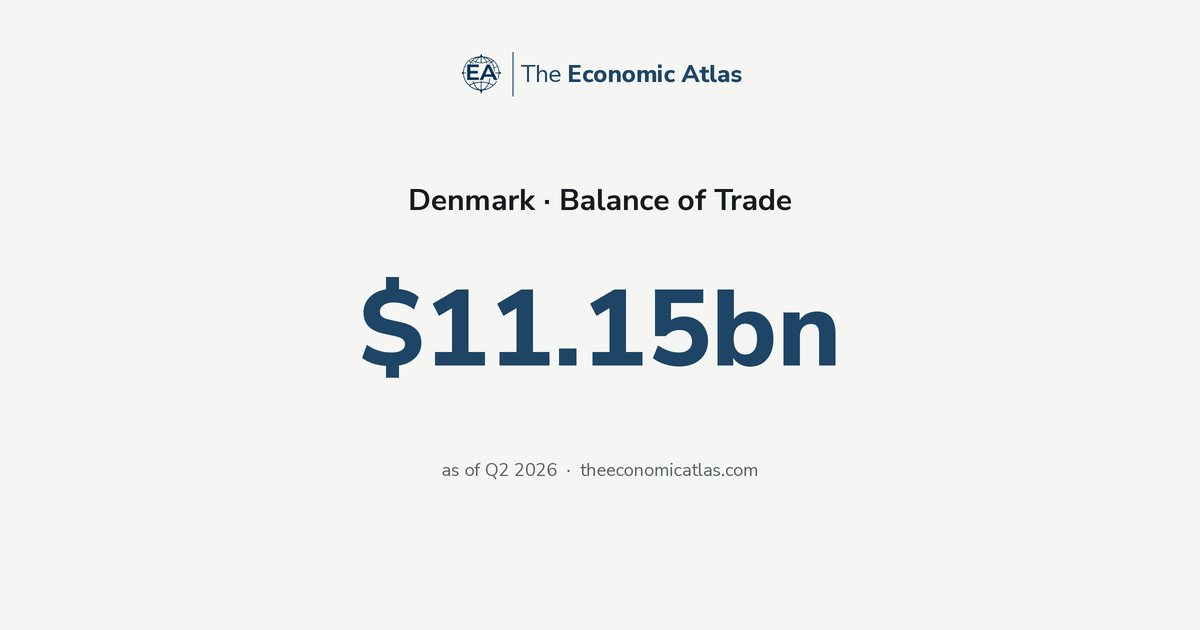 EA The Economic Atlas
Denmark · Balance of Trade
$11.15bn
as of Q2 2026 · theeconomicatlas.com